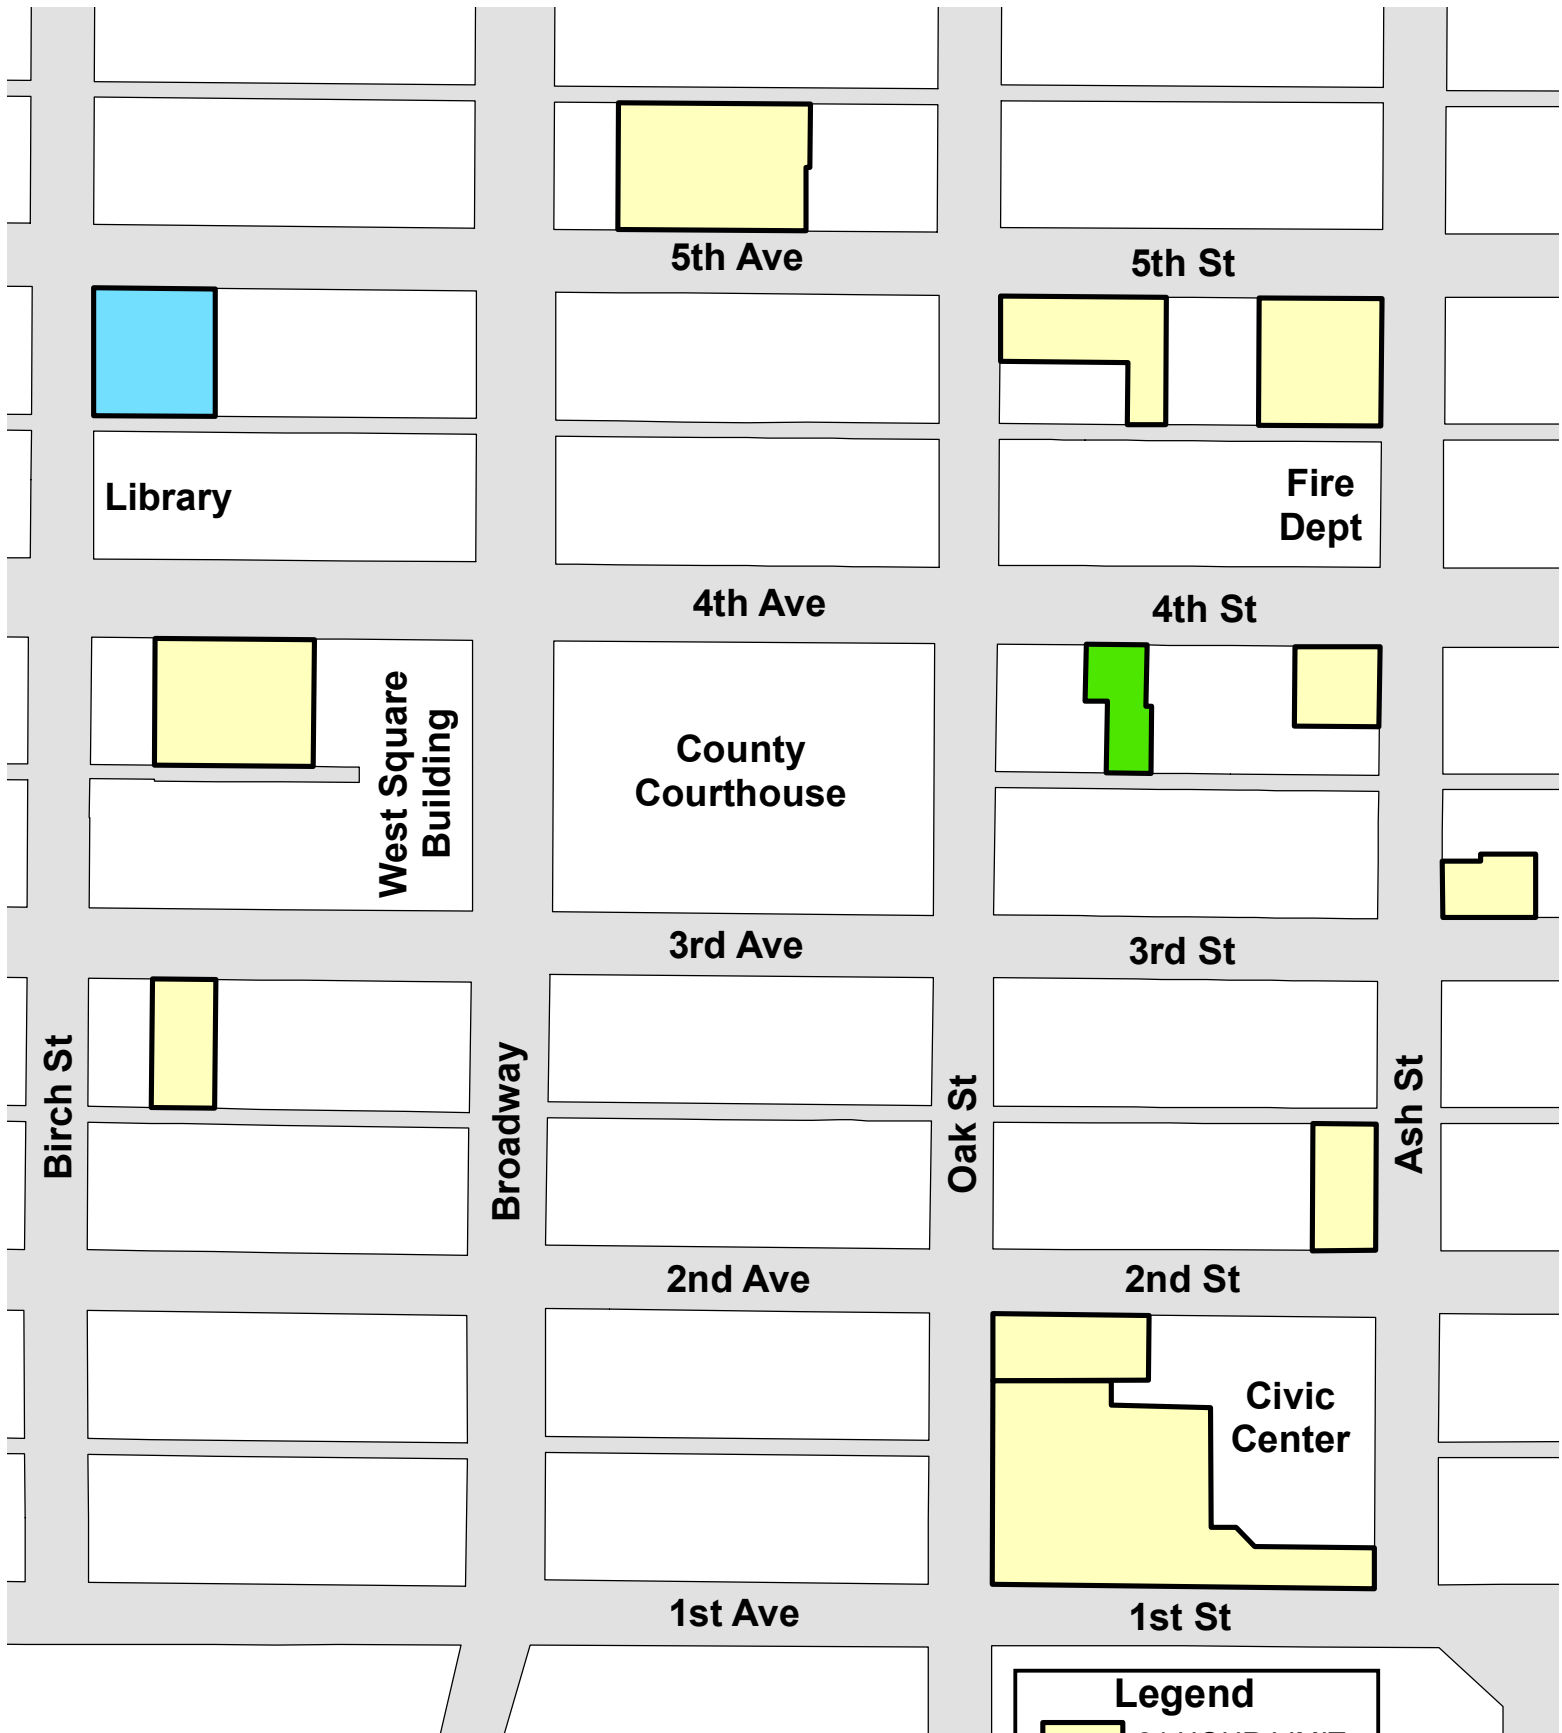 5th Ave
5th St
Library
Fire
Dept
4th Ave
4th St
West Square
Building
County
Courthouse
3rd Ave
3rd St
Birch St
Broadway
Oak St
Ash St
2nd Ave
2nd St
Civic
Center
1st Ave
1st St
Legend